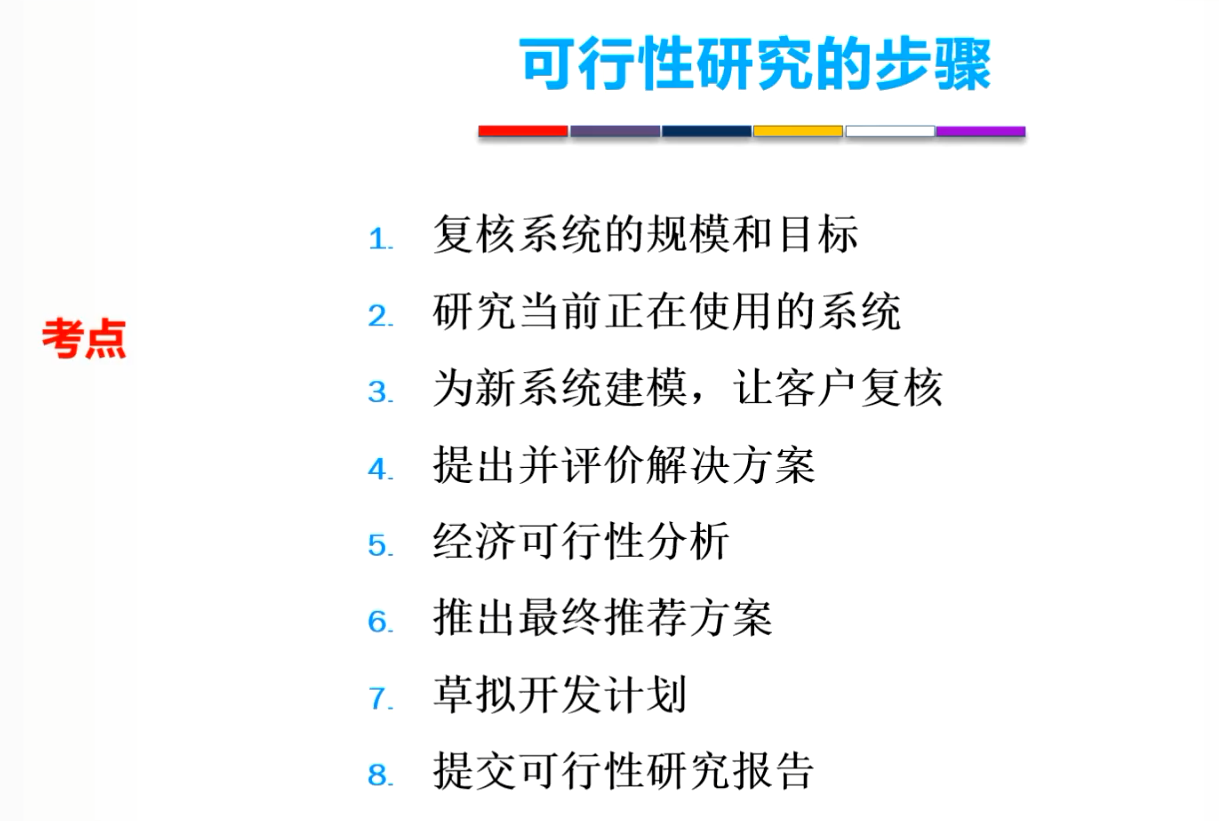 可行性研究的步骤
1. 复核系统的规模和目标
2. 研究当前正在使用的系统
考点
3. 为新系统建模，让客户复核
4. 提出并评价解决方案
5. 经济可行性分析
6. 推出最终推荐方案
7. 草拟开发计划
8. 提交可行性研究报告